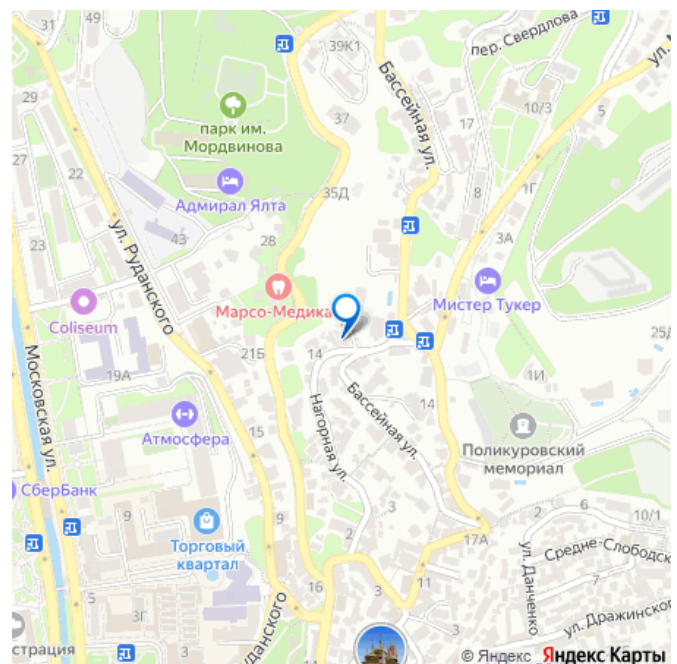 31
49
45
39К1
пер. Свердлова
ул. М
29
парк им.
Мордвинова
37
Бассейная ул.
17
10/3
5
27
22
Адмирал Ялта
35Д
8
1Г
23
43
28
3А
ул. Руданского
Coliseum
Марсо-Медика
Мистер Тукер
Московская ул.
19А
21Б
14
25Д
1И
Атмосфера
15
Нагорная ул.
Бассейная ул.
14
Поликуровский
мемориал
СберБанк
9
Торговый
квартал
9
2
2
6
10/1
17А
Средне-Слободск
5
3Г
16
3
11
ул. Данченко
3
ул. Дражинског
страция
Руданского
© Яндекс Яндекс Карты